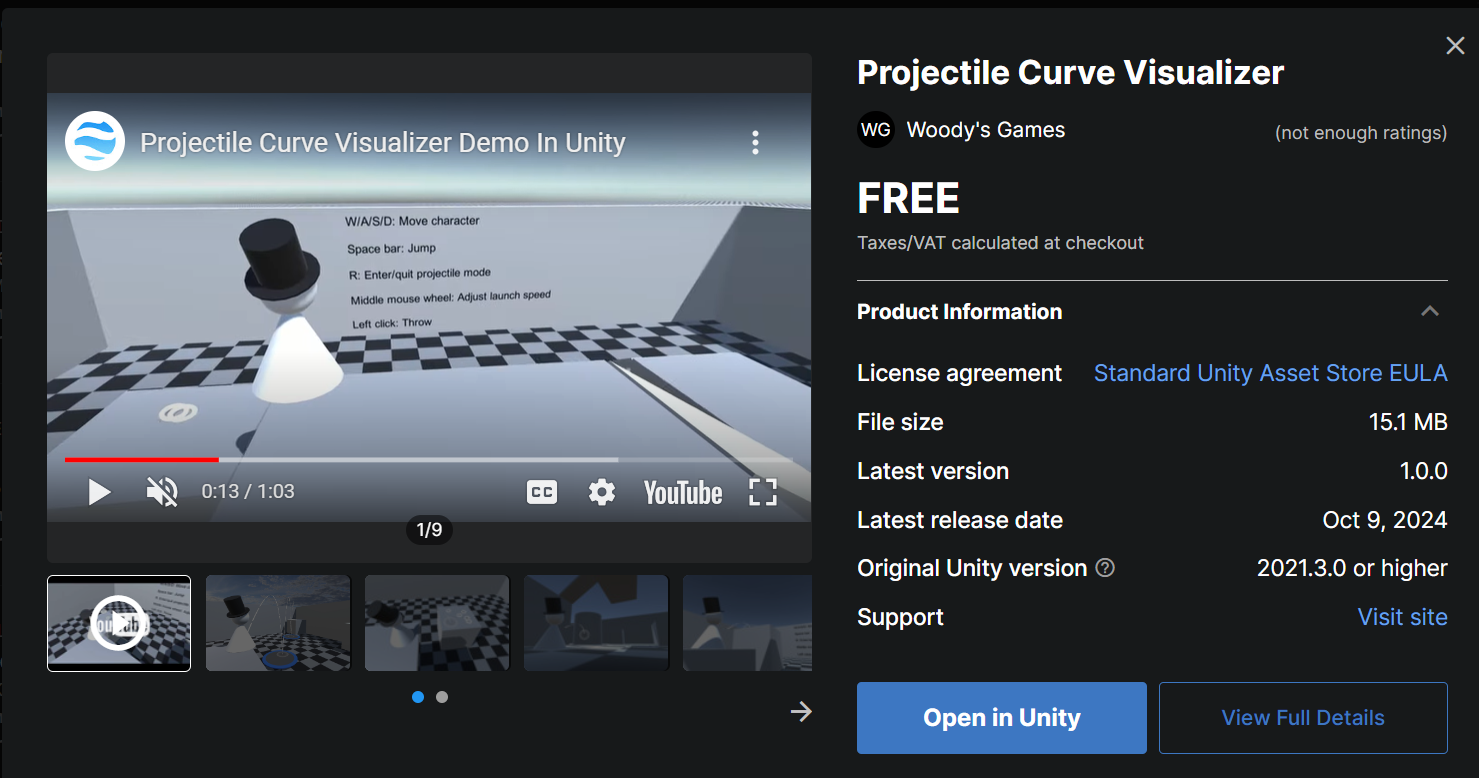 Projectile Curve Visualizer Demo In Unity
W/A/S/D: Move character
Space bar: Jump
R: Enter/quit projectile mode
Middle mouse wheel: Adjust launch speed
Left click: Throw
0:13 / 1:03
CC
YouTube
1/9
YouTube
Projectile Curve Visualizer
WG Woody's Games
(not enough ratings)
FREE
Taxes/VAT calculated at checkout
Product Information
License agreement Standard Unity Asset Store EULA
File size 15.1 MB
Latest version 1.0.0
Latest release date Oct 9, 2024
Original Unity version ? 2021.3.0 or higher
Support Visit site
Open in Unity
View Full Details